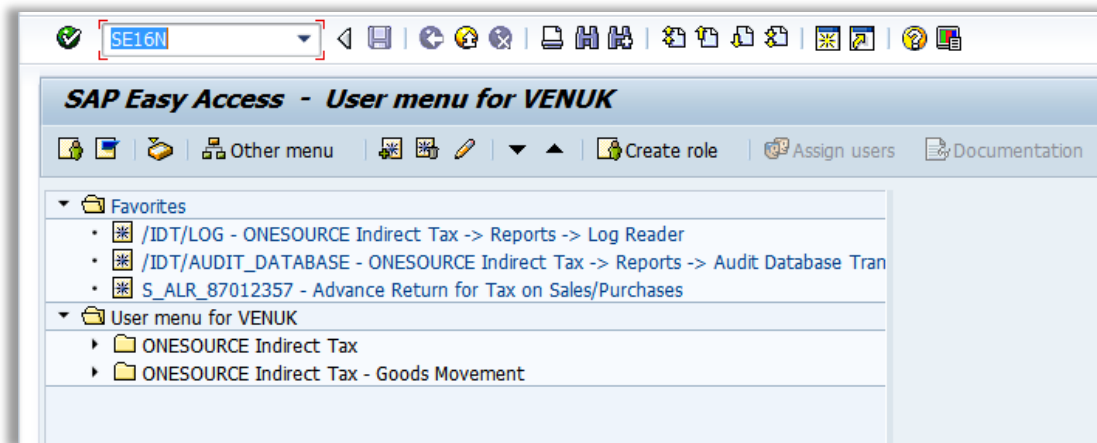 SE16N
SAP Easy Access - User menu for VENUK
Other menu Create role Assign users Documentation
Favorites
/IDT/LOG - ONESOURCE Indirect Tax -> Reports -> Log Reader
/IDT/AUDIT_DATABASE - ONESOURCE Indirect Tax -> Reports -> Audit Database Tran
S_ALR_87012357 - Advance Return for Tax on Sales/Purchases
User menu for VENUK
ONESOURCE Indirect Tax
ONESOURCE Indirect Tax - Goods Movement